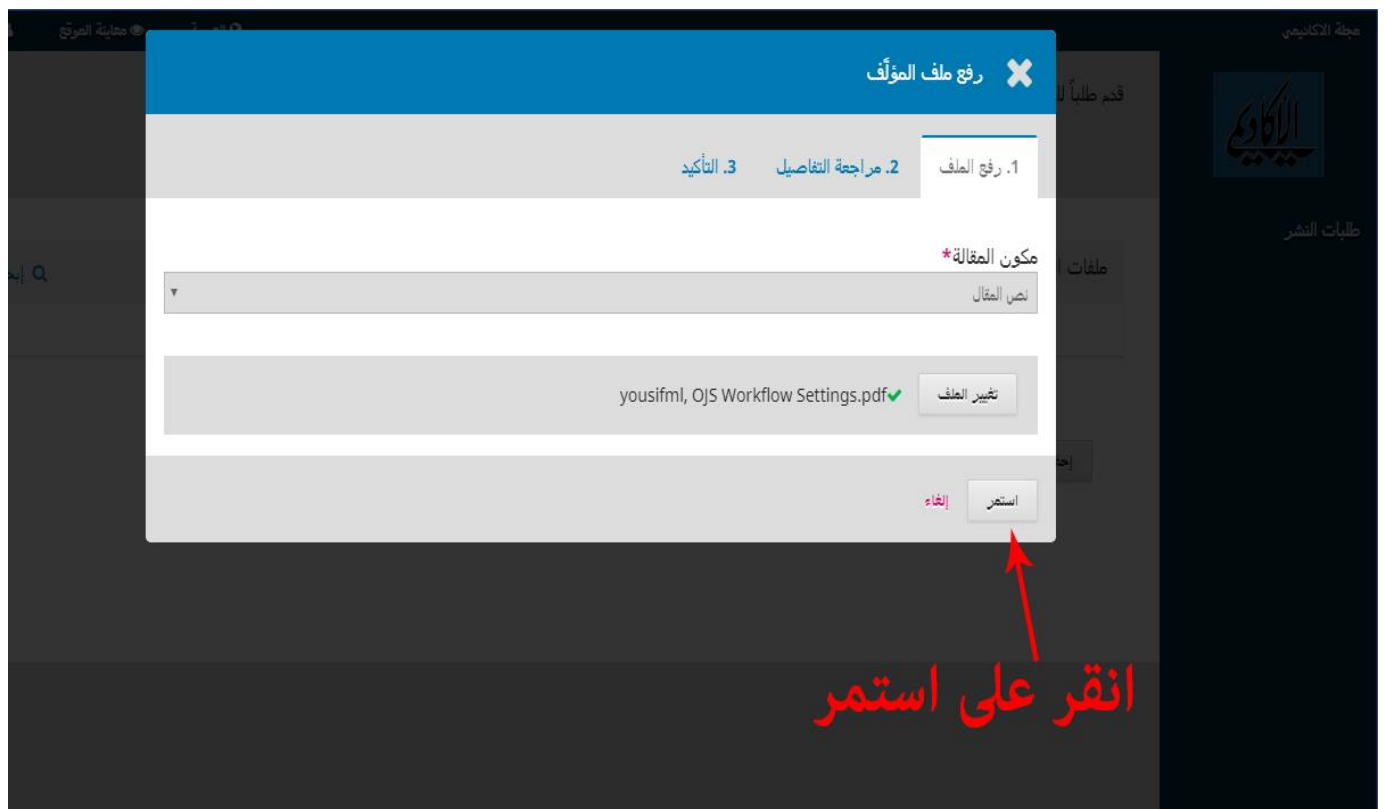 مجلة الاكاديمي
معاينة الموقع
الأكاديمي
رفع ملف المؤلَّف
قدم طلباً
1. رفع الملف
2. مراجعة التفاصيل
3. التأكيد
طلبات النشر
مكون المقالة*
ملفات
نص المقال
تغيير الملف
yousifml, OJS Workflow Settings.pdf
استمر
إلغاء
انقر على استمر